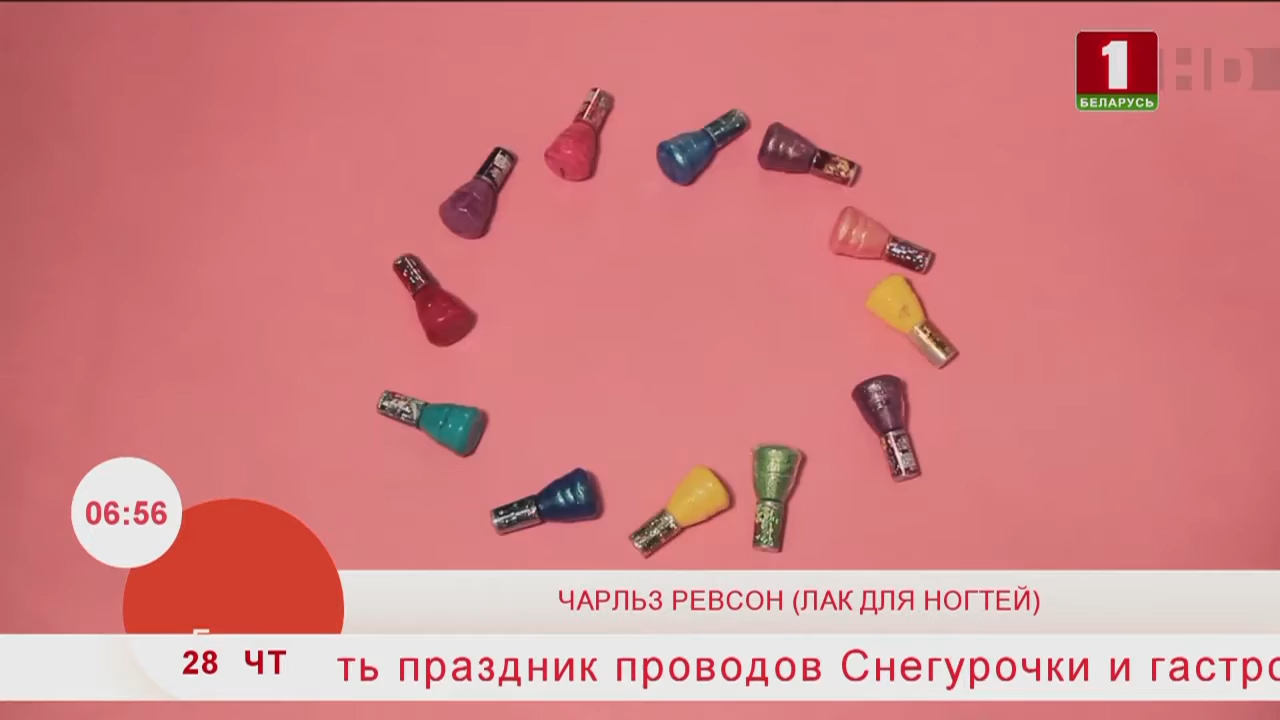 1
HD
БЕЛАРУСЬ
06:56
ЧАРЛЬЗ РЕВСОН (ЛАК ДЛЯ НОГТЕЙ)
28 ЧТ
ть праздник проводов Снегурочки и гастро